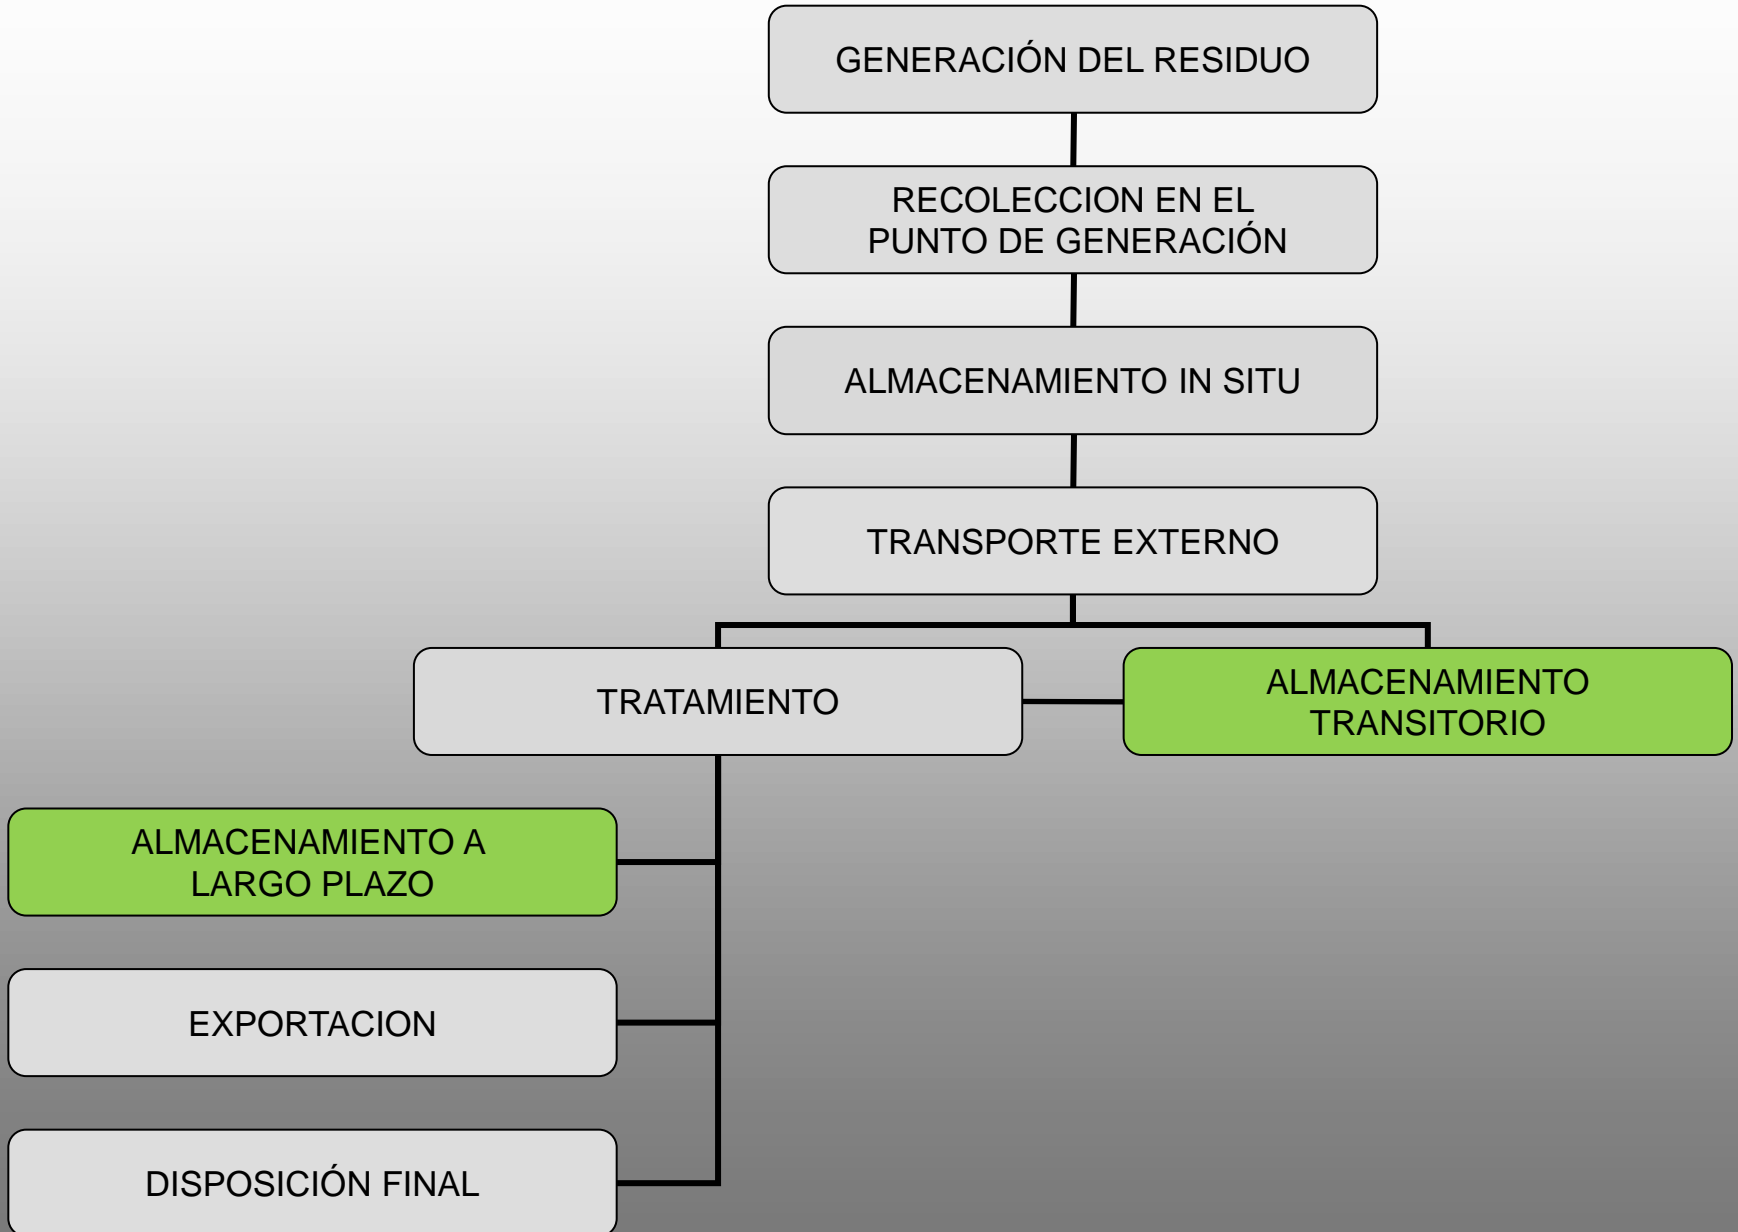 GENERACIÓN DEL RESIDUO
RECOLECCION EN EL
PUNTO DE GENERACIÓN
ALMACENAMIENTO IN SITU
TRANSPORTE EXTERNO
TRATAMIENTO
ALMACENAMIENTO
TRANSITORIO
ALMACENAMIENTO A
LARGO PLAZO
EXPORTACION
DISPOSICIÓN FINAL